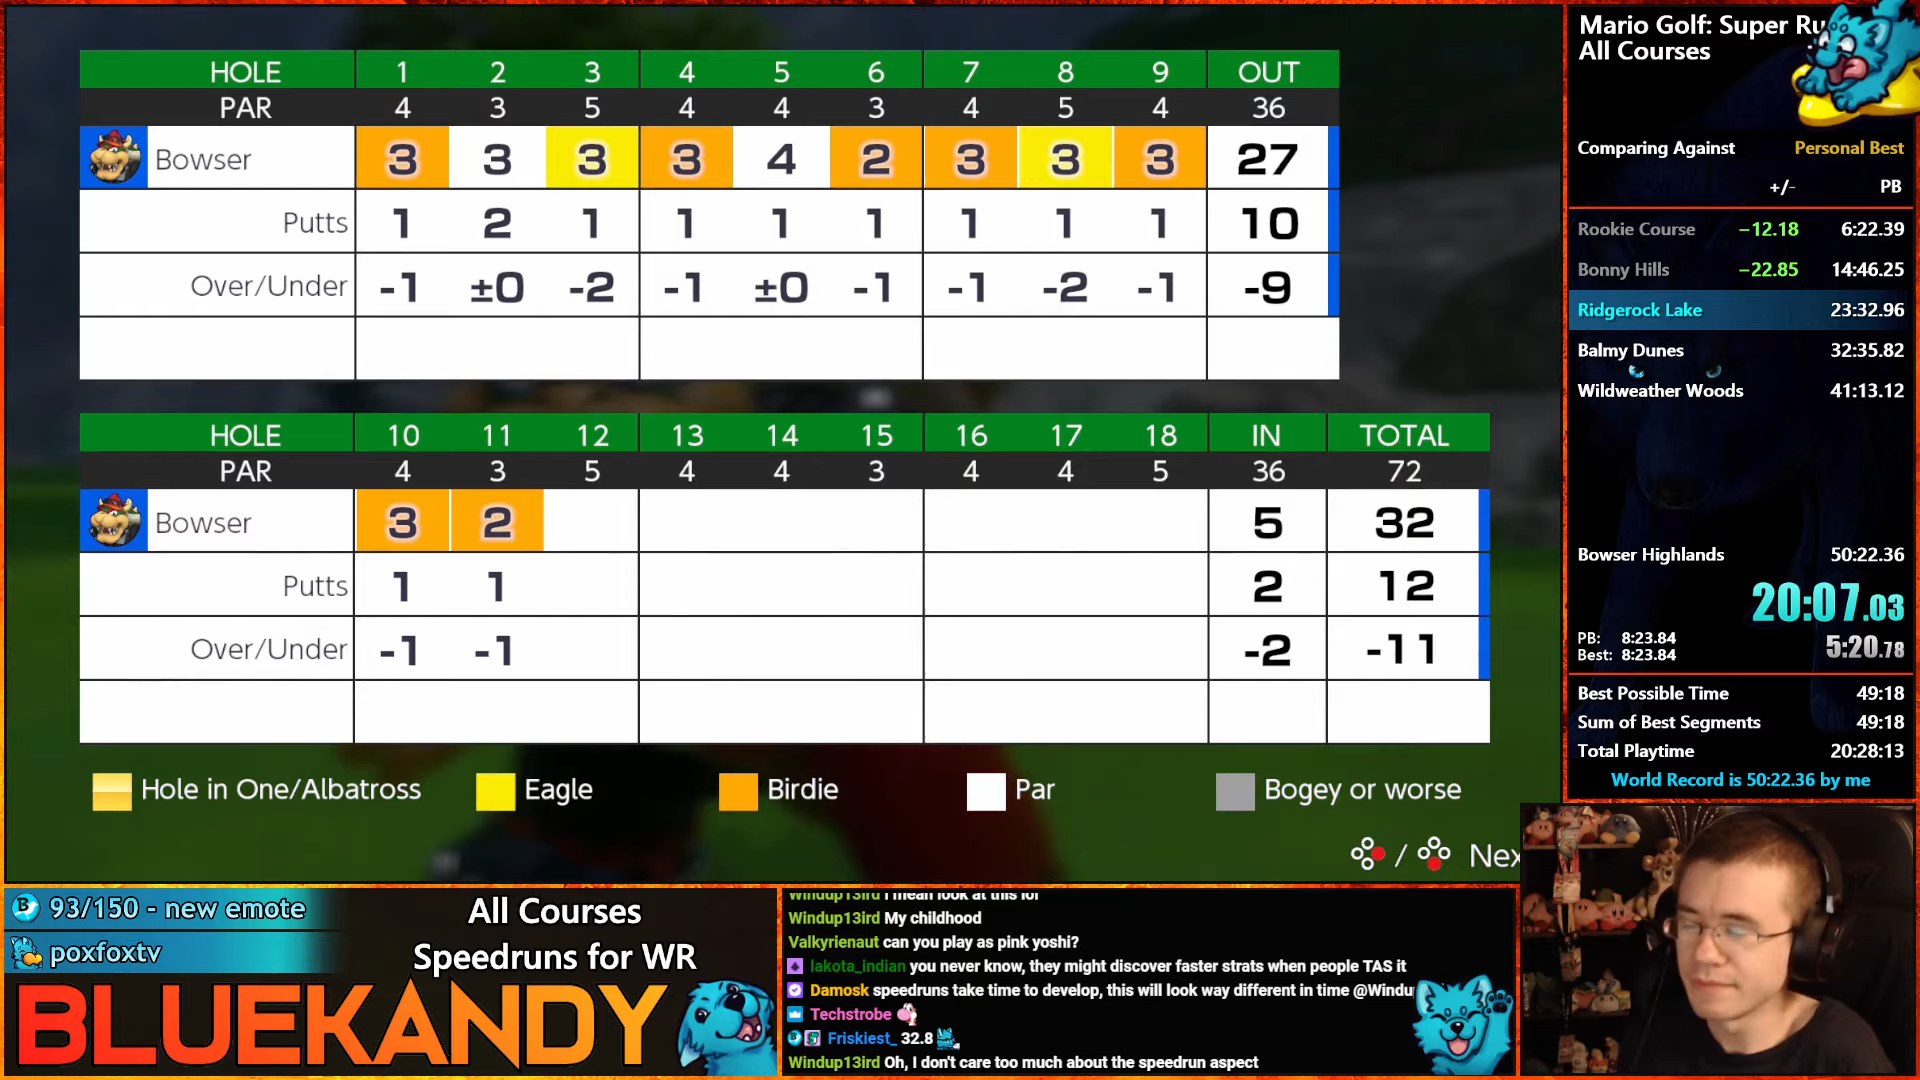 HOLE 1 2 3 4 5 6 7 8 9 OUT
PAR 4 3 5 4 4 3 4 5 4 36
Bowser 3 3 3 3 4 2 3 3 3 27
Putts 1 2 1 1 1 1 1 1 1 10
Over/Under -1 ±0 -2 -1 ±0 -1 -1 -2 -1 -9
HOLE 10 11 12 13 14 15 16 17 18 IN TOTAL
PAR 4 3 5 4 4 3 4 4 5 36 72
Bowser 3 2 5 32
Putts 1 1 2 12
Over/Under -1 -1 -2 -11
Hole in One/Albatross Eagle Birdie Par Bogey or worse
/ Nex
Mario Golf: Super Ru
All Courses
Comparing Against Personal Best
+/- PB
Rookie Course −12.18 6:22.39
Bonny Hills −22.85 14:46.25
Ridgerock Lake 23:32.96
Balmy Dunes 32:35.82
Wildweather Woods 41:13.12
Bowser Highlands 50:22.36
20:07.03
PB: 8:23.84
Best: 8:23.84
5:20.78
Best Possible Time 49:18
Sum of Best Segments 49:18
Total Playtime 20:28:13
World Record is 50:22.36 by me
93/150 - new emote
poxfoxtv
All Courses
Speedruns for WR
BLUEKANDY
Windup13ird I mean look at this lol
Windup13ird My childhood
Valkyrienaut can you play as pink yoshi?
lakota_indian you never know, they might discover faster strats when people TAS it
Damosk speedruns take time to develop, this will look way different in time @Windu
Techstrobe
Friskiest_ 32.8
Windup13ird Oh, I don't care too much about the speedrun aspect